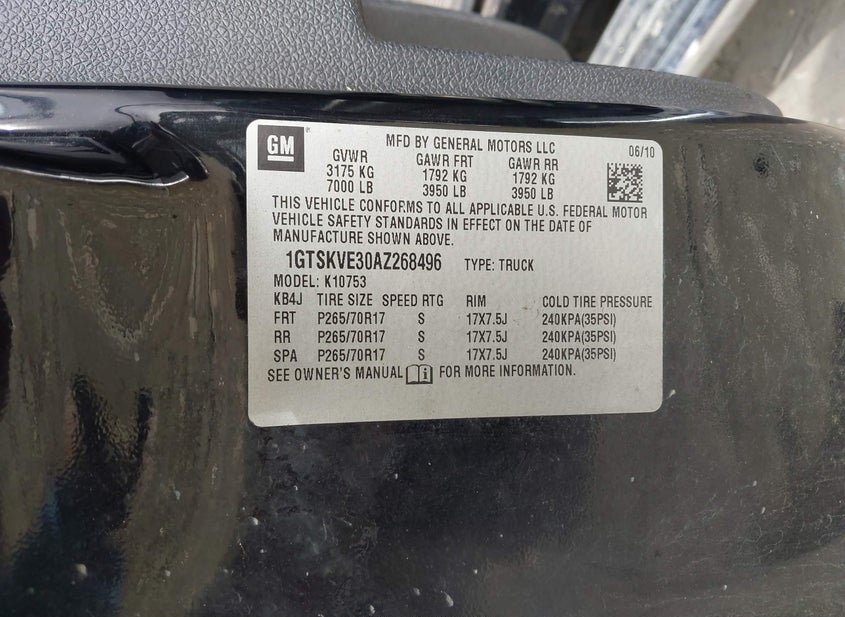 GM
MFD BY GENERAL MOTORS LLC
06/10
GVWR GAWR FRT GAWR RR
3175 KG 1792 KG 1792 KG
7000 LB 3950 LB 3950 LB
THIS VEHICLE CONFORMS TO ALL APPLICABLE U.S. FEDERAL MOTOR
VEHICLE SAFETY STANDARDS IN EFFECT ON THE DATE OF
MANUFACTURE SHOWN ABOVE.
1GTSKVE30AZ268496 TYPE: TRUCK
MODEL: K10753
KB4J TIRE SIZE SPEED RTG RIM COLD TIRE PRESSURE
FRT P265/70R17 S 17X7.5J 240KPA(35PSI)
RR P265/70R17 S 17X7.5J 240KPA(35PSI)
SPA P265/70R17 S 17X7.5J 240KPA(35PSI)
SEE OWNER'S MANUAL FOR MORE INFORMATION.